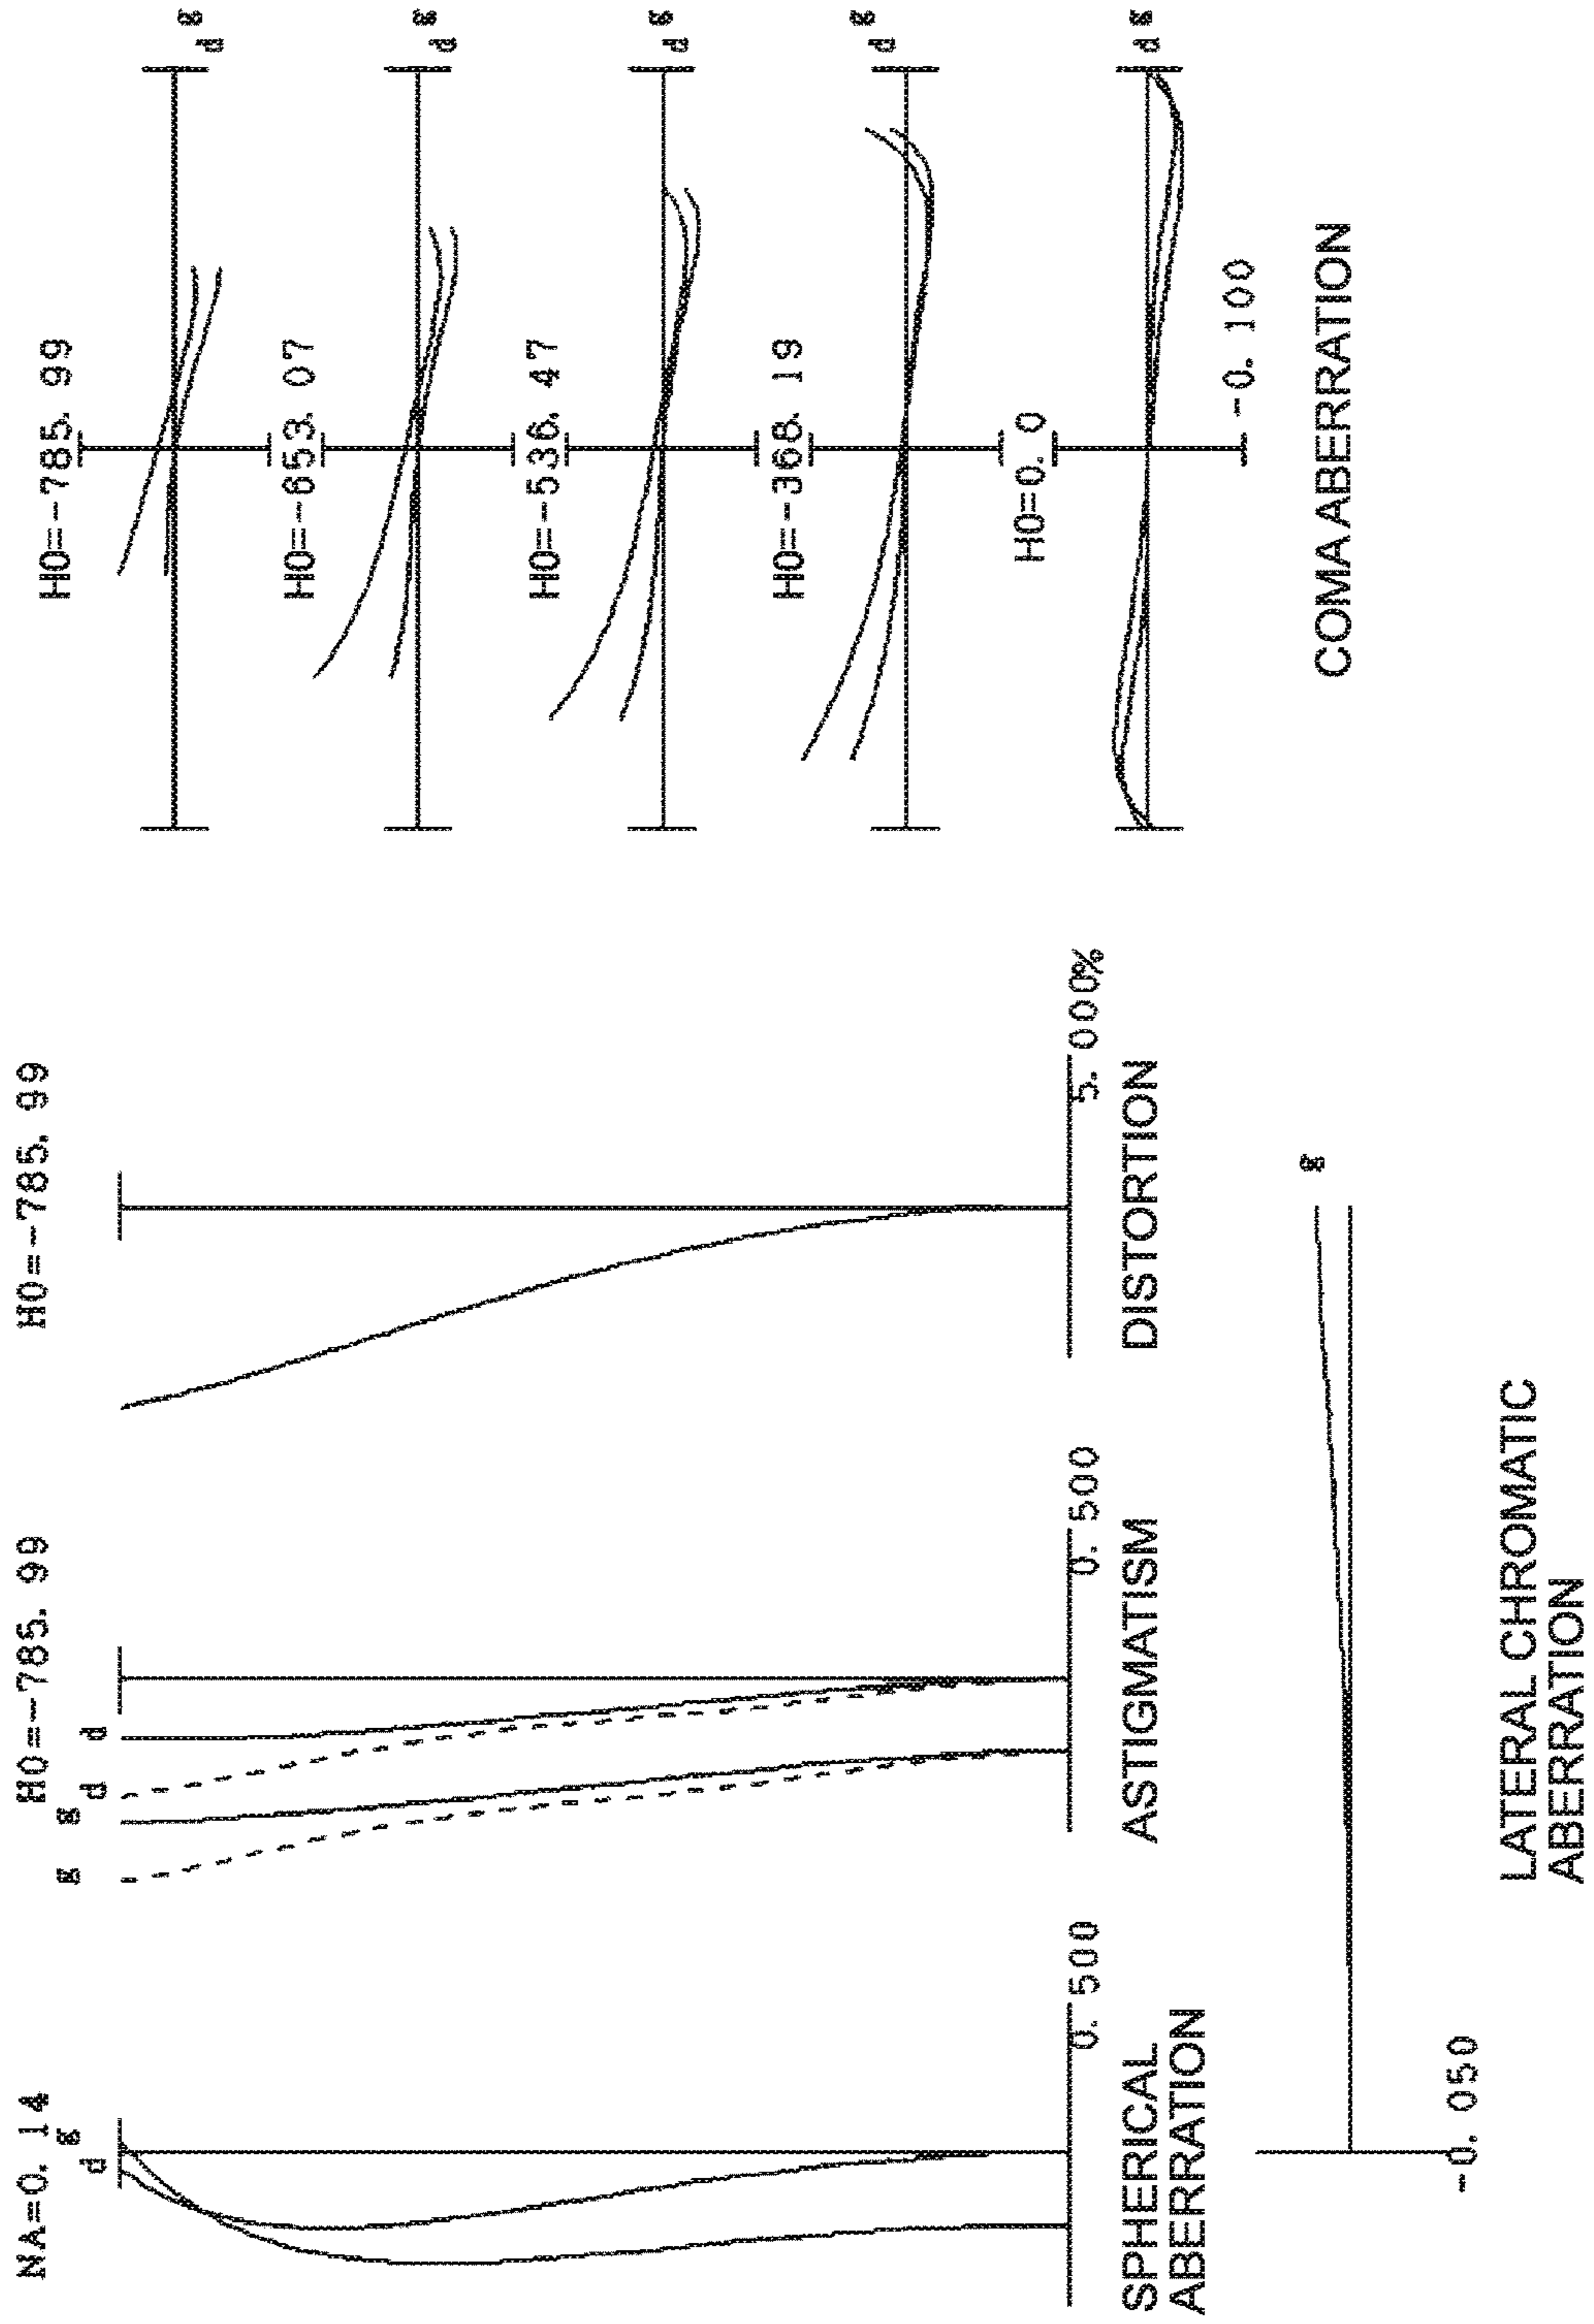 NA=0. 14
g
d
0. 500
SPHERICAL
ABERRATION
H0=-785. 99
g
g
d
d
0. 500
ASTIGMATISM
H0=-785. 99
5. 000%
DISTORTION
g
-0. 050
LATERAL CHROMATIC
ABERRATION
H0=-785. 99
g
d
H0=-653. 07
g
d
H0=-536. 47
g
d
H0=-368. 19
g
d
H0=0. 0
d g
-0. 100
COMA ABERRATION